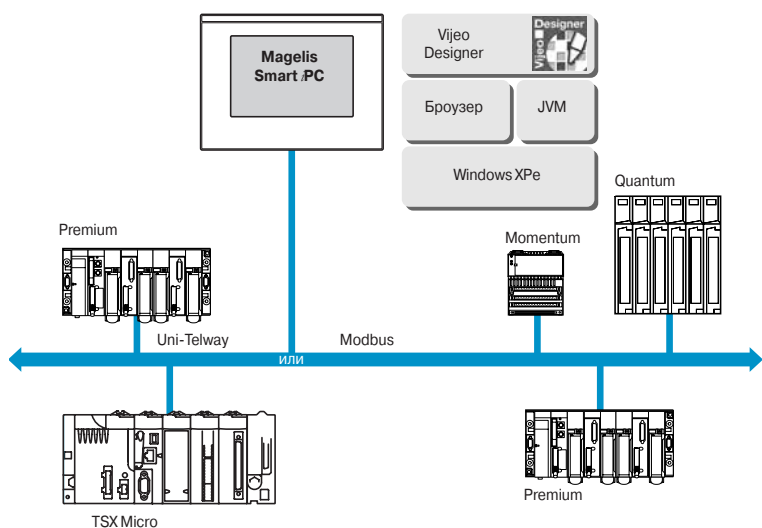 Magelis
Smart iPC
Vijeo
Designer
Designer
Vijeo
Броузер
JVM
Windows XPe
Quantum
Premium
Momentum
Uni-Telway
Modbus
или
Premium
TSX Micro